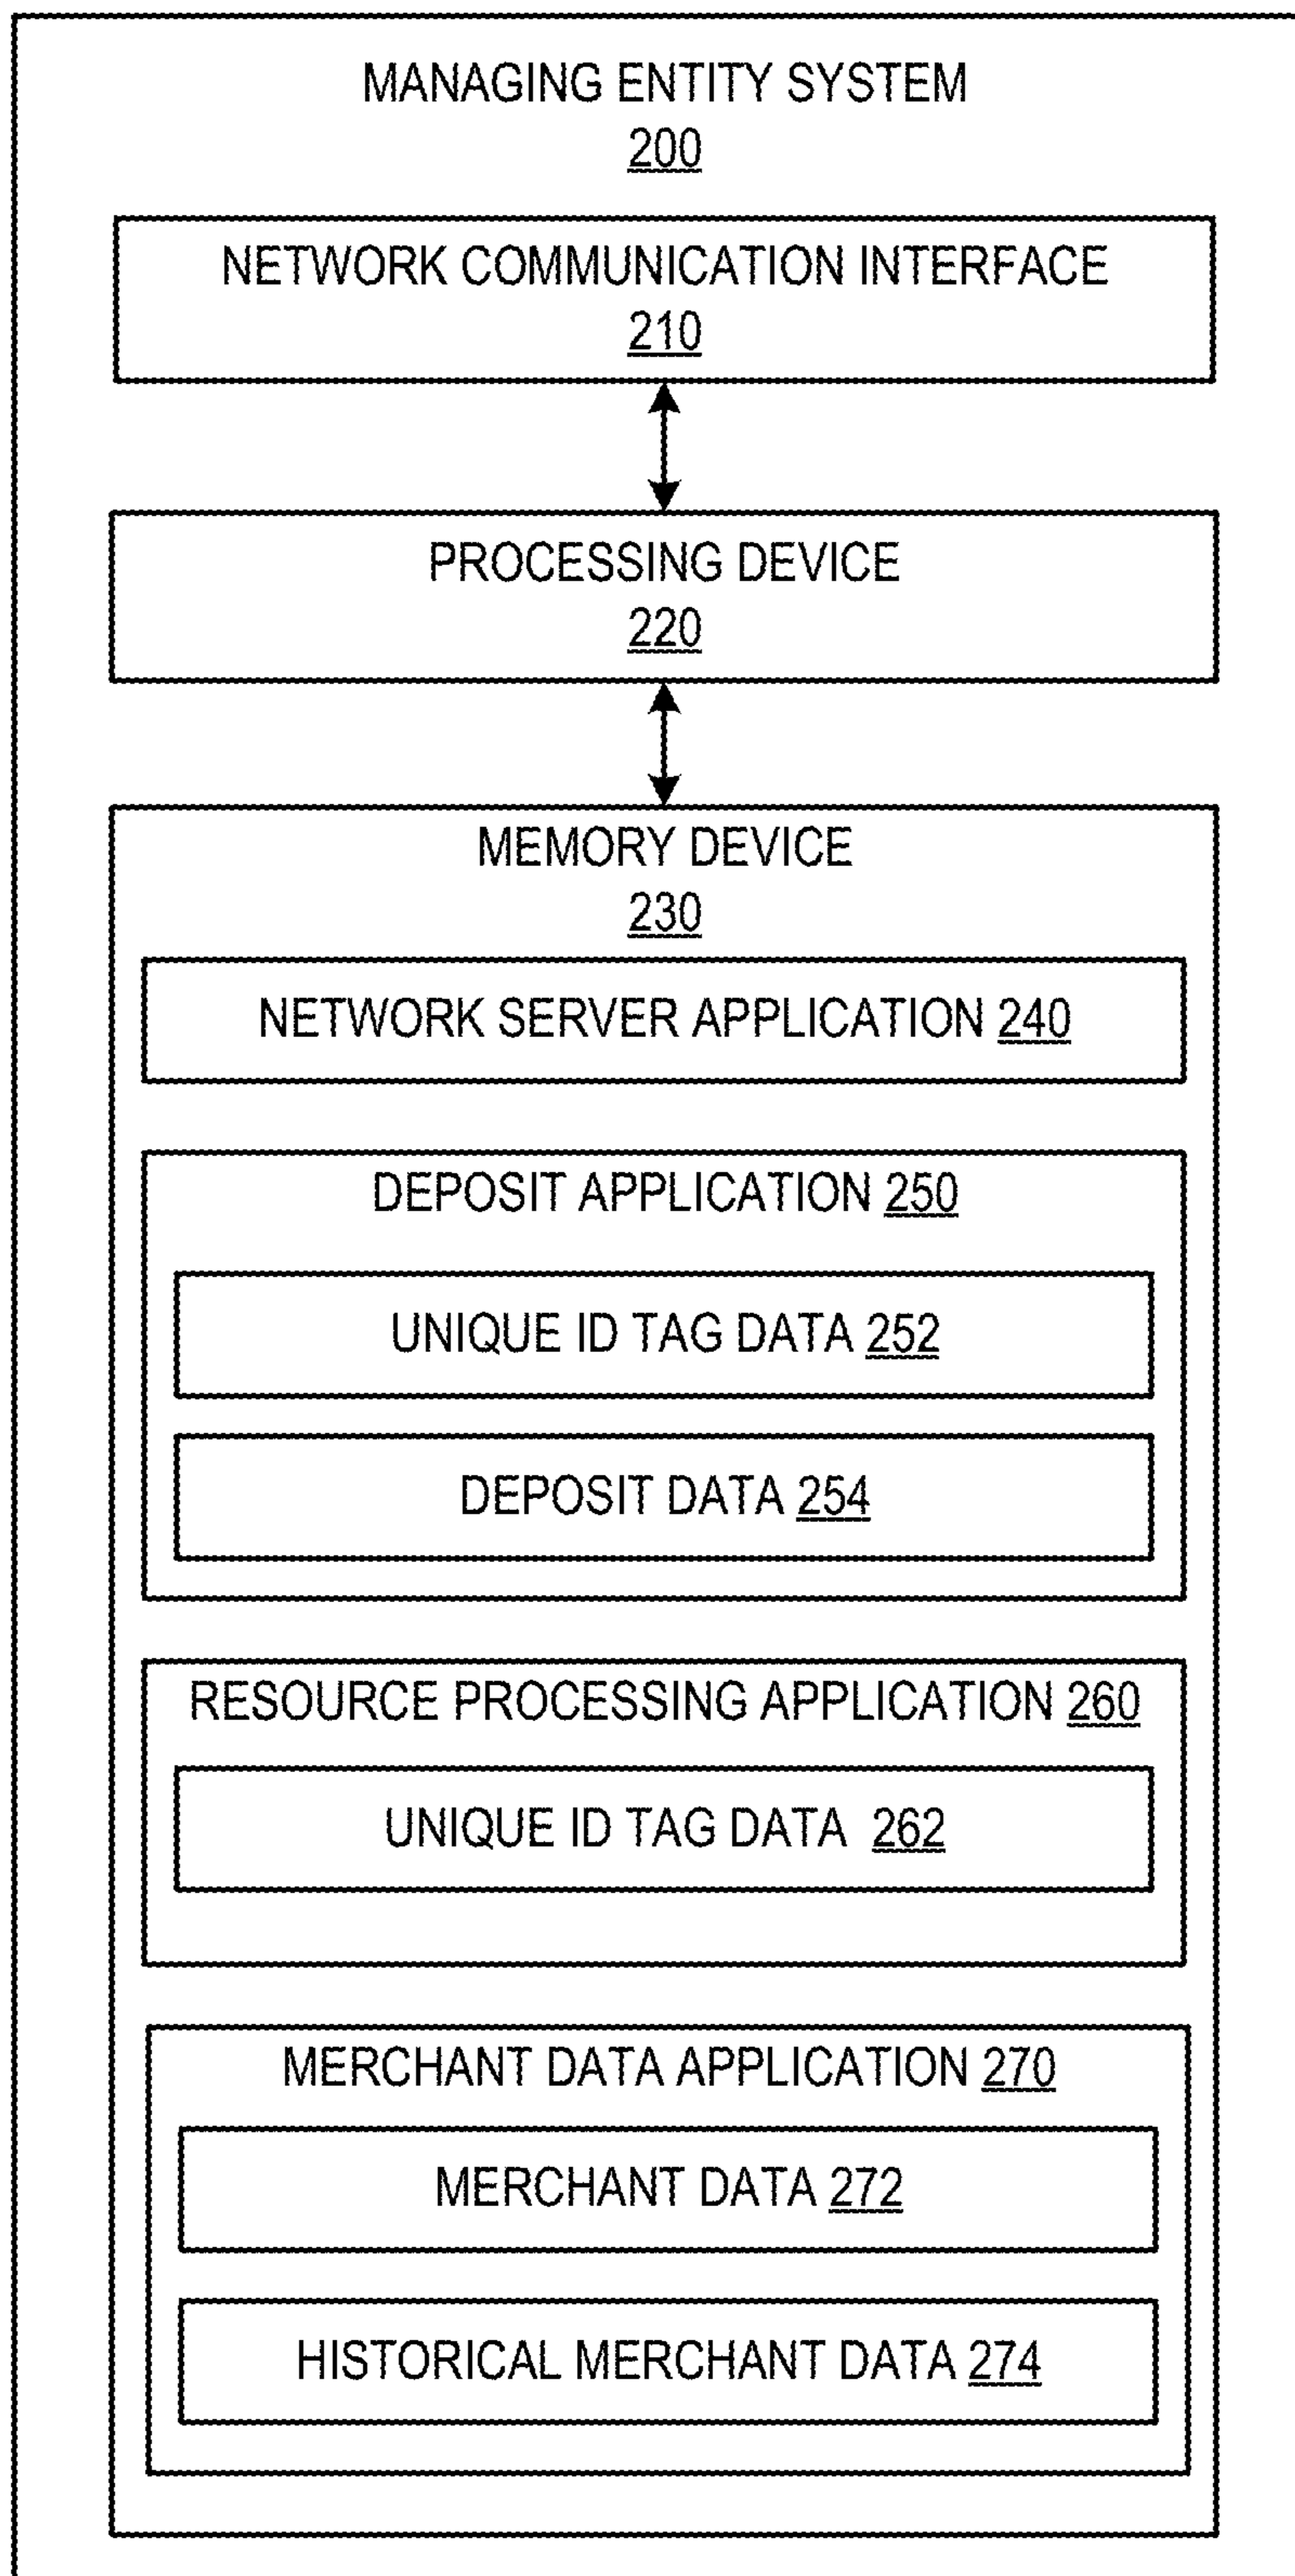 MANAGING ENTITY SYSTEM
200
NETWORK COMMUNICATION INTERFACE
210
PROCESSING DEVICE
220
MEMORY DEVICE
230
NETWORK SERVER APPLICATION 240
DEPOSIT APPLICATION 250
UNIQUE ID TAG DATA 252
DEPOSIT DATA 254
RESOURCE PROCESSING APPLICATION 260
UNIQUE ID TAG DATA 262
MERCHANT DATA APPLICATION 270
MERCHANT DATA 272
HISTORICAL MERCHANT DATA 274